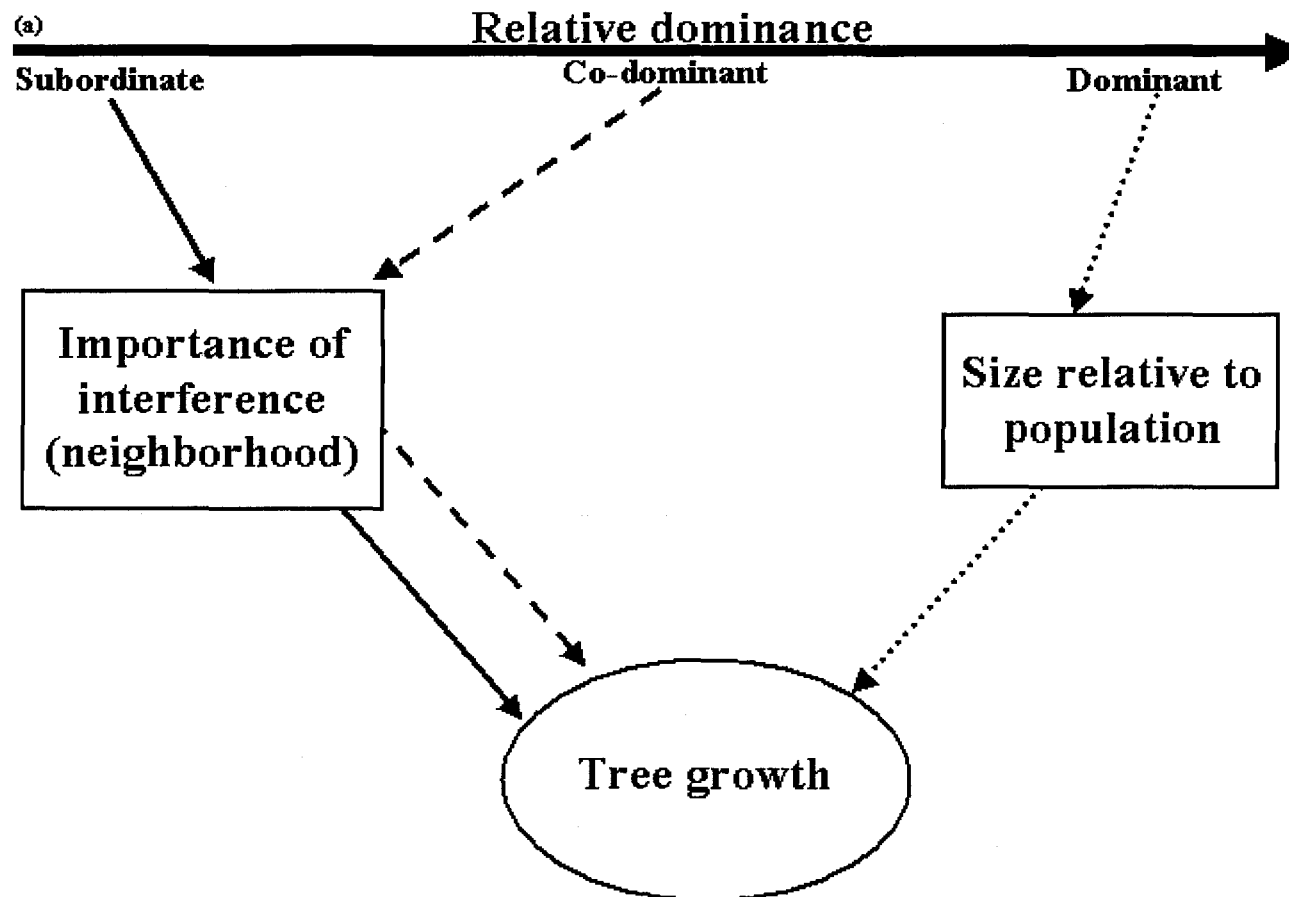 (a)
Relative dominance
Subordinate
Co-dominant
Dominant
Importance of
interference
(neighborhood)
Size relative to
population
Tree growth